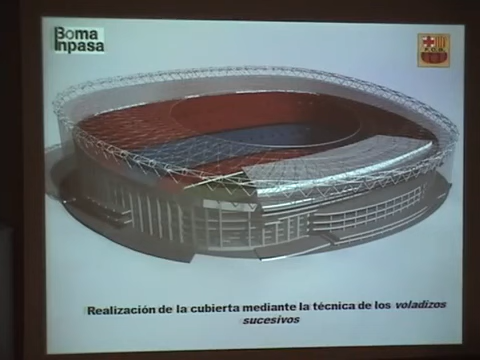 Boma
Inpasa
Realización de la cubierta mediante la técnica de los voladizos
sucesivos